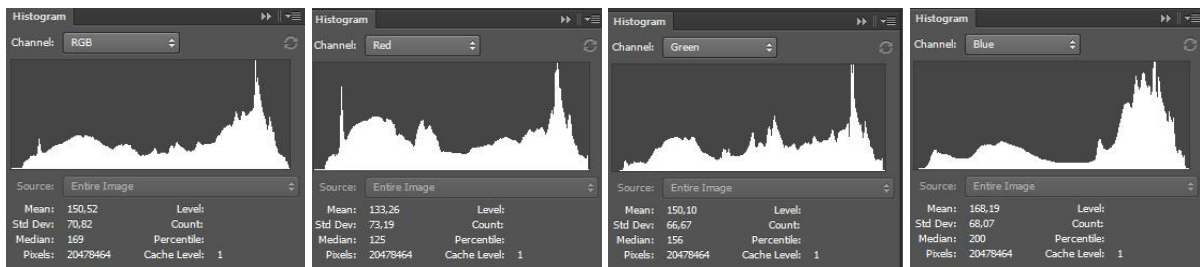 Histogram
Channel: RGB
Source: Entire Image
Mean: 150,52 Level:
Std Dev: 70,82 Count:
Median: 169 Percentile:
Pixels: 20478464 Cache Level: 1
Histogram
Channel: Red
Source: Entire Image
Mean: 133,26 Level:
Std Dev: 73,19 Count:
Median: 125 Percentile:
Pixels: 20478464 Cache Level: 1
Histogram
Channel: Green
Source: Entire Image
Mean: 150,10 Level:
Std Dev: 66,67 Count:
Median: 156 Percentile:
Pixels: 20478464 Cache Level: 1
Histogram
Channel: Blue
Source: Entire Image
Mean: 168,19 Level:
Std Dev: 68,07 Count:
Median: 200 Percentile:
Pixels: 20478464 Cache Level: 1